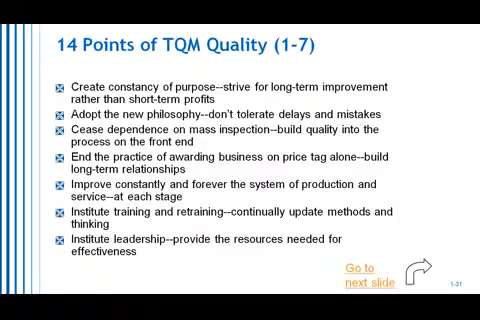 14 Points of TQM Quality (1-7)
Create constancy of purpose--strive for long-term improvement
rather than short-term profits
Adopt the new philosophy--don't tolerate delays and mistakes
Cease dependence on mass inspection--build quality into the
process on the front end
End the practice of awarding business on price tag alone--build
long-term relationships
Improve constantly and forever the system of production and
service--at each stage
Institute training and retraining--continually update methods and
thinking
Institute leadership--provide the resources needed for
effectiveness
Go to
next slide
1-31